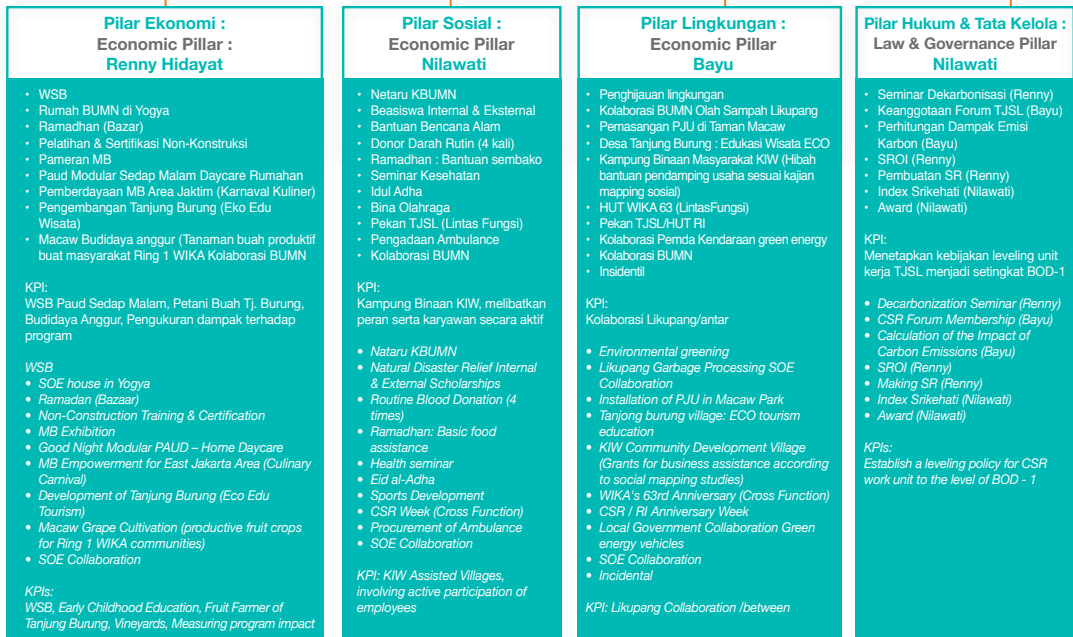 Pilar Ekonomi :
Economic Pillar :
Renny Hidayat
• WSB
• Rumah BUMN di Yogya
• Ramadhan (Bazar)
• Pelatihan & Sertifikasi Non-Konstruksi
• Pameran MB
• Paud Modular Sedap Malam Daycare Rumahan
• Pemberdayaan MB Area Jaktim (Karnaval Kuliner)
• Pengembangan Tanjung Burung (Eko Edu
Wisata)
• Macaw Budidaya anggur (Tanaman buah produktif
buat masyarakat Ring 1 WIKA Kolaborasi BUMN
KPI:
WSB Paud Sedap Malam, Petani Buah Tj. Burung,
Budidaya Anggur, Pengukuran dampak terhadap
program
WSB
• SOE house in Yogya
• Ramadan (Bazaar)
• Non-Construction Training & Certification
• MB Exhibition
• Good Night Modular PAUD – Home Daycare
• MB Empowerment for East Jakarta Area (Culinary
Carnival)
• Development of Tanjung Burung (Eco Edu
Tourism)
• Macaw Grape Cultivation (productive fruit crops
for Ring 1 WIKA communities)
• SOE Collaboration
KPIs:
WSB, Early Childhood Education, Fruit Farmer of
Tanjung Burung, Vineyards, Measuring program impact
Pilar Sosial :
Economic Pillar
Nilawati
• Netaru KBUMN
• Beasiswa Internal & Eksternal
• Bantuan Bencana Alam
• Donor Darah Rutin (4 kali)
• Ramadhan : Bantuan sembako
• Seminar Kesehatan
• Idul Adha
• Bina Olahraga
• Pekan TJSL (Lintas Fungsi)
• Pengadaan Ambulance
• Kolaborasi BUMN
KPI:
Kampung Binaan KIW, melibatkan
peran serta karyawan secara aktif
• Nataru KBUMN
• Natural Disaster Relief Internal
& External Scholarships
• Routine Blood Donation (4
times)
• Ramadhan: Basic food
assistance
• Health seminar
• Eid al-Adha
• Sports Development
• CSR Week (Cross Function)
• Procurement of Ambulance
• SOE Collaboration
KPI: KIW Assisted Villages,
involving active participation of
employees
Pilar Lingkungan :
Economic Pillar
Bayu
• Penghijauan lingkungan
• Kolaborasi BUMN Olah Sampah Likupang
• Pemasangan PJU di Taman Macaw
• Desa Tanjung Burung : Edukasi Wisata ECO
• Kampung Binaan Masyarakat KIW (Hibah
bantuan pendamping usaha sesuai kajian
mapping sosial)
• HUT WIKA 63 (LintasFungsi)
• Pekan TJSL/HUT RI
• Kolaborasi Pemda Kendaraan green energy
• Kolaborasi BUMN
• Insidentil
KPI:
Kolaborasi Likupang/antar
• Environmental greening
• Likupang Garbage Processing SOE
Collaboration
• Installation of PJU in Macaw Park
• Tanjong burung village: ECO tourism
education
• KIW Community Development Village
(Grants for business assistance according
to social mapping studies)
• WIKA's 63rd Anniversary (Cross Function)
• CSR / RI Anniversary Week
• Local Government Collaboration Green
energy vehicles
• SOE Collaboration
• Incidental
KPI: Likupang Collaboration /between
Pilar Hukum & Tata Kelola :
Law & Governance Pillar
Nilawati
• Seminar Dekarbonisasi (Renny)
• Keanggotaan Forum TJSL (Bayu)
• Perhitungan Dampak Emisi
Karbon (Bayu)
• SROI (Renny)
• Pembuatan SR (Renny)
• Index Srikehati (Nilawati)
• Award (Nilawati)
KPI:
Menetapkan kebijakan leveling unit
kerja TJSL menjadi setingkat BOD-1
• Decarbonization Seminar (Renny)
• CSR Forum Membership (Bayu)
• Calculation of the Impact of
Carbon Emissions (Bayu)
• SROI (Renny)
• Making SR (Renny)
• Index Srikehati (Nilawati)
• Award (Nilawati)
KPIs:
Establish a leveling policy for CSR
work unit to the level of BOD - 1